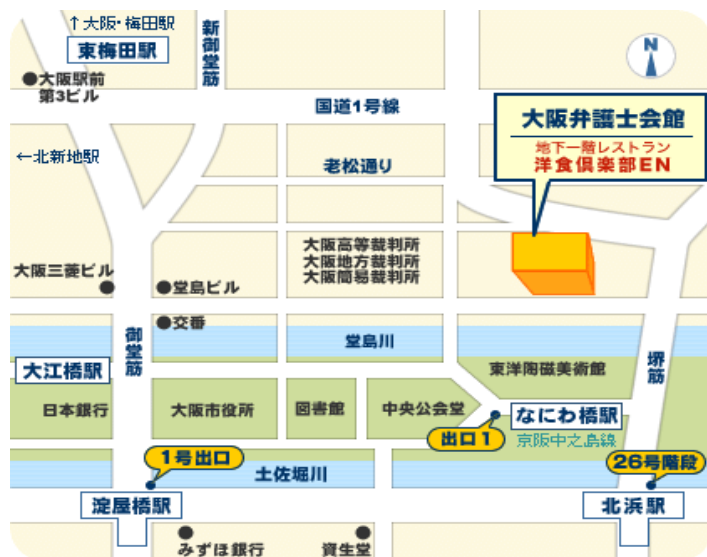 ↑大阪・梅田駅
東梅田駅
新御堂筋
N
●大阪駅前
第3ビル
国道1号線
大阪弁護士会館
地下一階レストラン
洋食倶楽部EN
←北新地駅
老松通り
大阪高等裁判所
大阪地方裁判所
大阪簡易裁判所
大阪三菱ビル
堂島ビル
交番
御堂筋
堂島川
堺筋
大江橋駅
東洋陶磁美術館
日本銀行
大阪市役所
図書館
中央公会堂
なにわ橋駅
出口1
京阪中之島線
1号出口
土佐堀川
26号階段
淀屋橋駅
北浜駅
みずほ銀行
資生堂